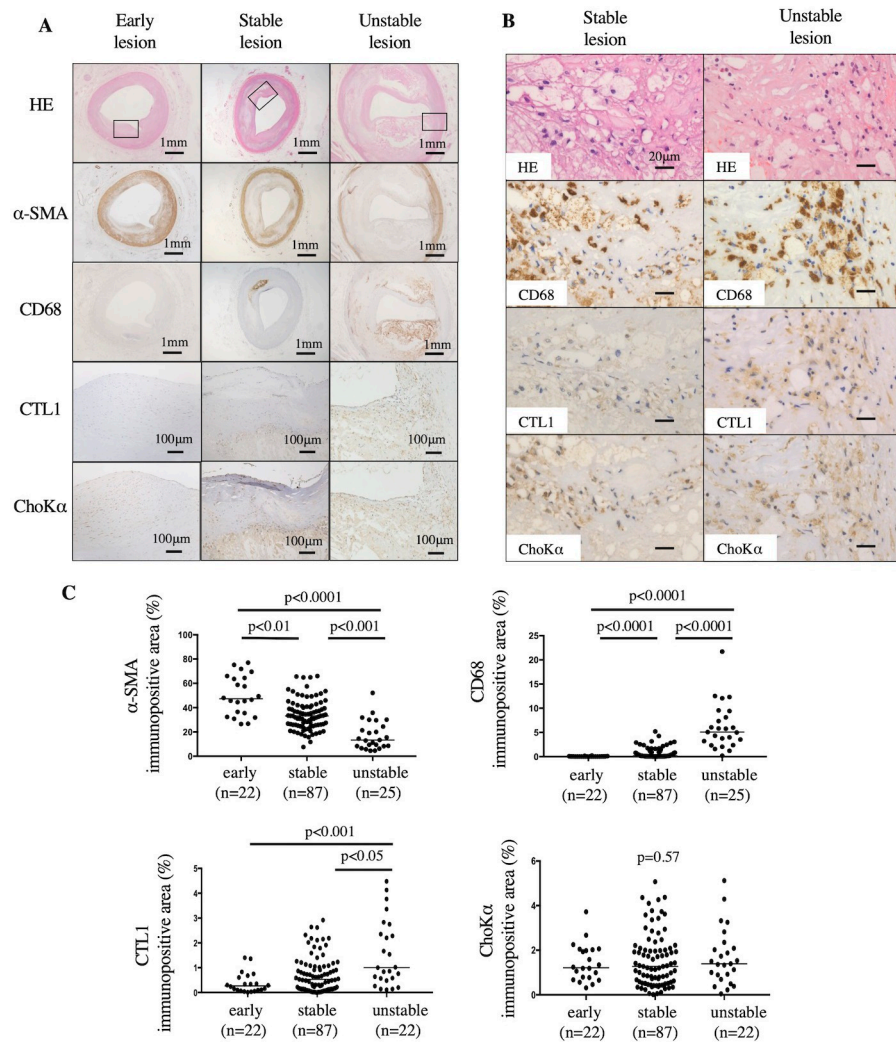 A
Early lesion
Stable lesion
Unstable lesion
HE
1mm
1mm
1mm
α-SMA
1mm
1mm
1mm
CD68
1mm
1mm
1mm
CTL1
100μm
100μm
100μm
ChoKα
100μm
100μm
100μm
B
Stable lesion
Unstable lesion
HE
20μm
HE
CD68
CD68
CTL1
CTL1
ChoKα
ChoKα
C
p<0.0001
p<0.01
p<0.001
α-SMA
immunopositive area (%)
100
80
60
40
20
0
early
stable
unstable
(n=22)
(n=87)
(n=25)
p<0.0001
p<0.0001
p<0.0001
CD68
immunopositive area (%)
25
20
15
10
5
0
early
stable
unstable
(n=22)
(n=87)
(n=25)
p<0.001
p<0.05
CTL1
immunopositive area (%)
5
4
3
2
1
0
early
stable
unstable
(n=22)
(n=87)
(n=22)
p=0.57
ChoKα
immunopositive area (%)
6
4
2
0
early
stable
unstable
(n=22)
(n=87)
(n=22)